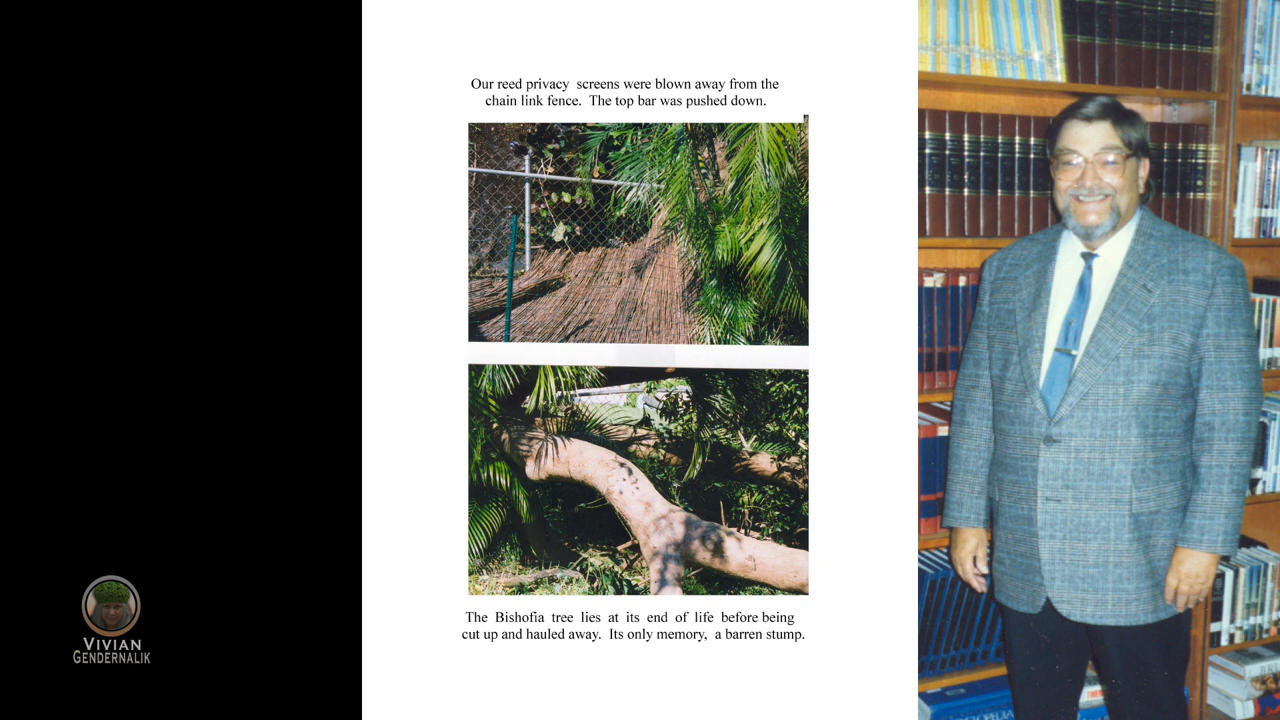 Our reed privacy screens were blown away from the
chain link fence. The top bar was pushed down.
The Bishofia tree lies at its end of life before being
cut up and hauled away. Its only memory, a barren stump.
VIVIAN
GENDERNALIK